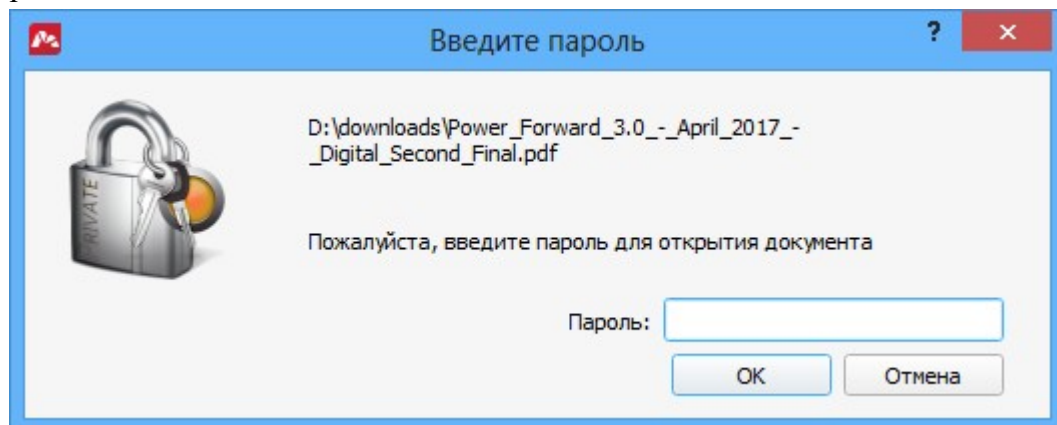 Введите пароль
?
D:\downloads\Power_Forward_3.0_-_April_2017_-
_Digital_Second_Final.pdf
PRIVATE
Пожалуйста, введите пароль для открытия документа
Пароль:
OK
Отмена